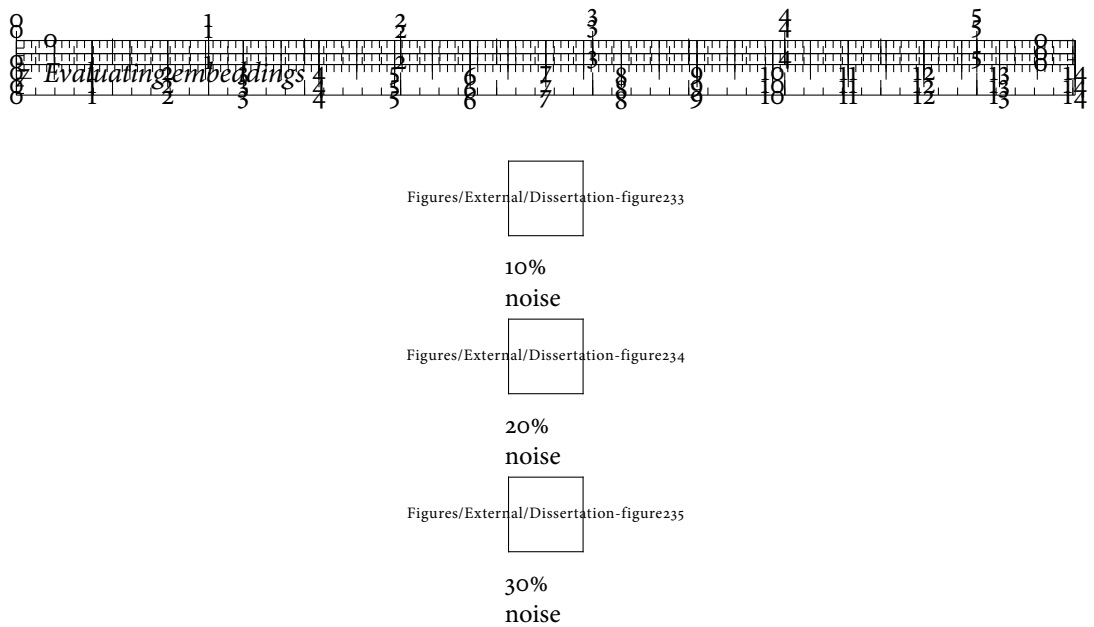 0 1 2 3 4 5
7 Evaluating embeddings
0 1 2 3 4 5 6 7 8 9 10 11 12 13 14
Figures/External/Dissertation-figure233
10%
noise
Figures/External/Dissertation-figure234
20%
noise
Figures/External/Dissertation-figure235
30%
noise